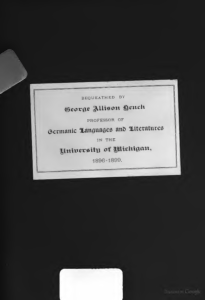 BEQUEATHED BY
George Allison Hench
PROFESSOR OF
Germanic Languages and Literatures
IN THE
University of Michigan,
1896-1899.